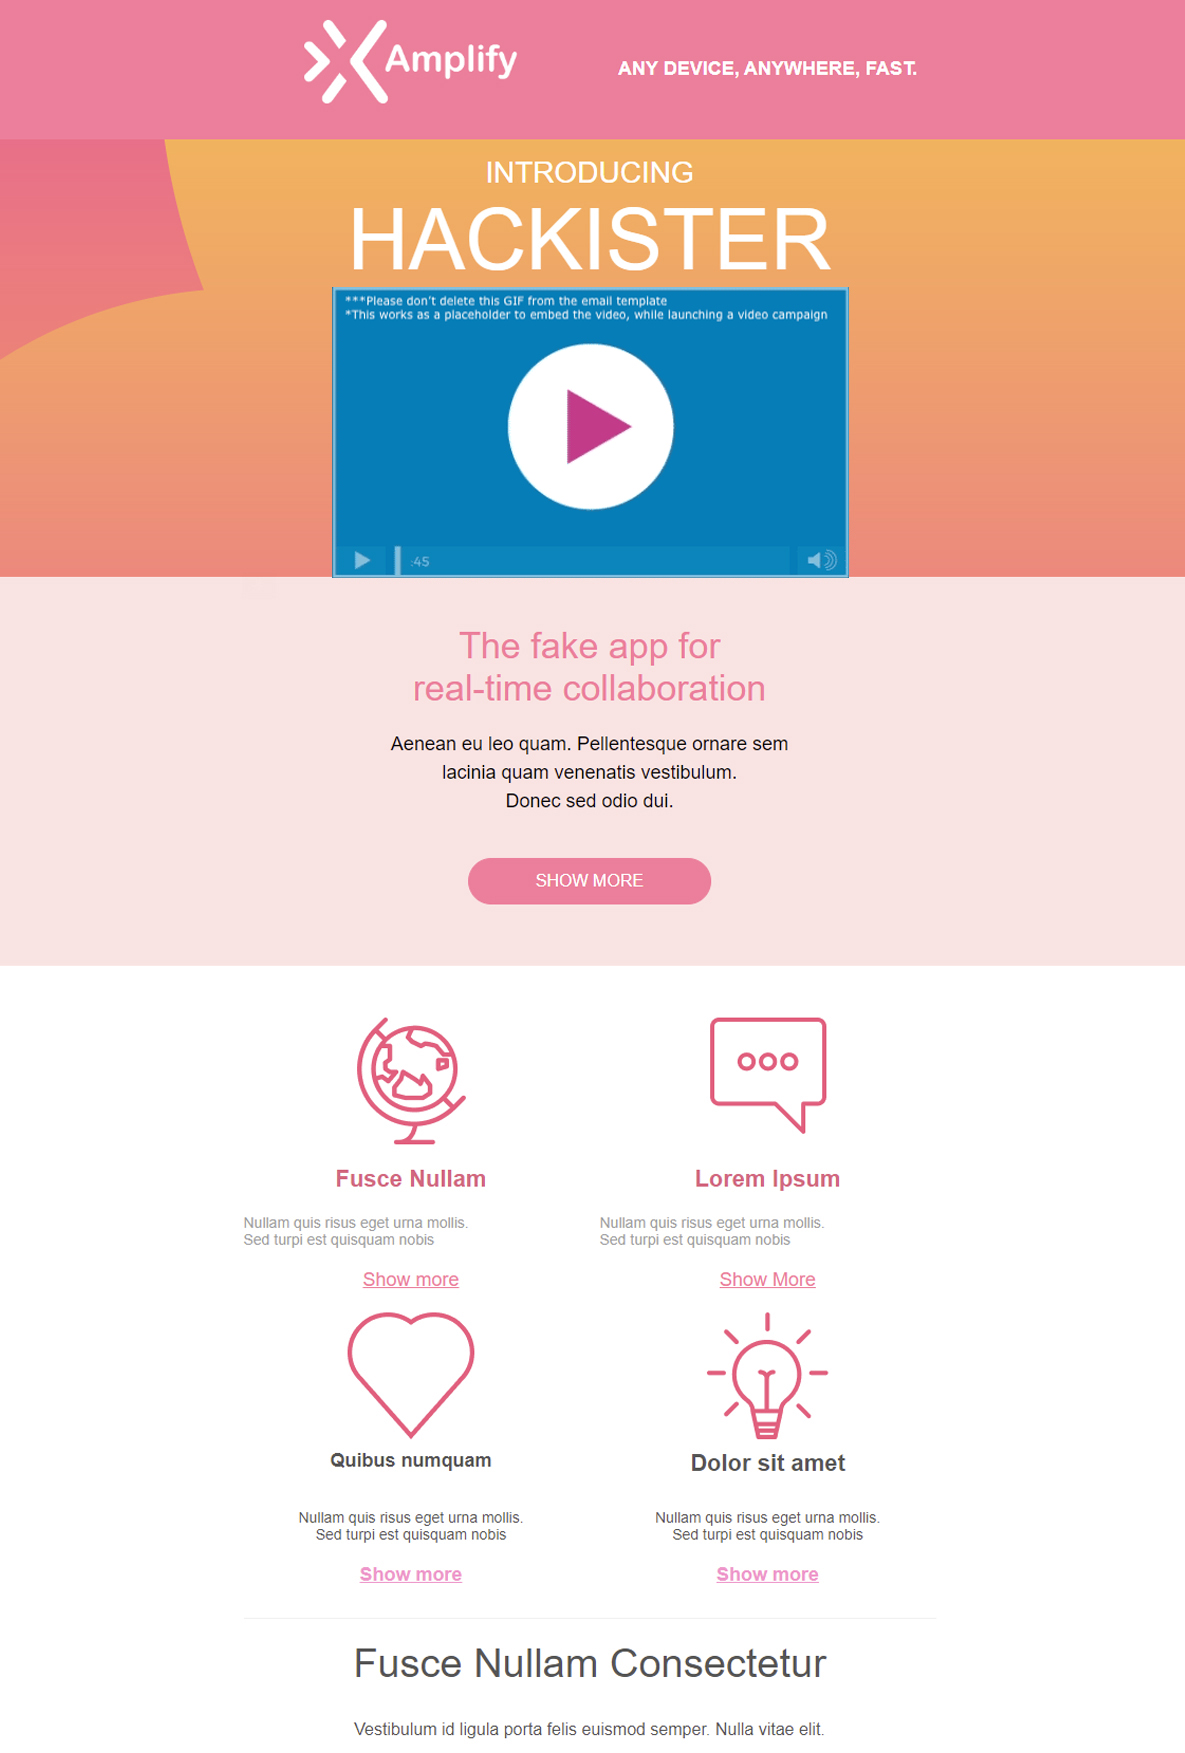 Amplify
ANY DEVICE, ANYWHERE, FAST.
INTRODUCING
HACKISTER
***Please don't delete this GIF from the email template
*This works as a placeholder to embed the video, while launching a video campaign
:45
The fake app for
real-time collaboration
Aenean eu leo quam. Pellentesque ornare sem
lacinia quam venenatis vestibulum.
Donec sed odio dui.
SHOW MORE
Fusce Nullam
Nullam quis risus eget urna mollis.
Sed turpi est quisquam nobis
Show more
Lorem Ipsum
Nullam quis risus eget urna mollis.
Sed turpi est quisquam nobis
Show More
Quibus numquam
Nullam quis risus eget urna mollis.
Sed turpi est quisquam nobis
Show more
Dolor sit amet
Nullam quis risus eget urna mollis.
Sed turpi est quisquam nobis
Show more
Fusce Nullam Consectetur
Vestibulum id ligula porta felis euismod semper. Nulla vitae elit.